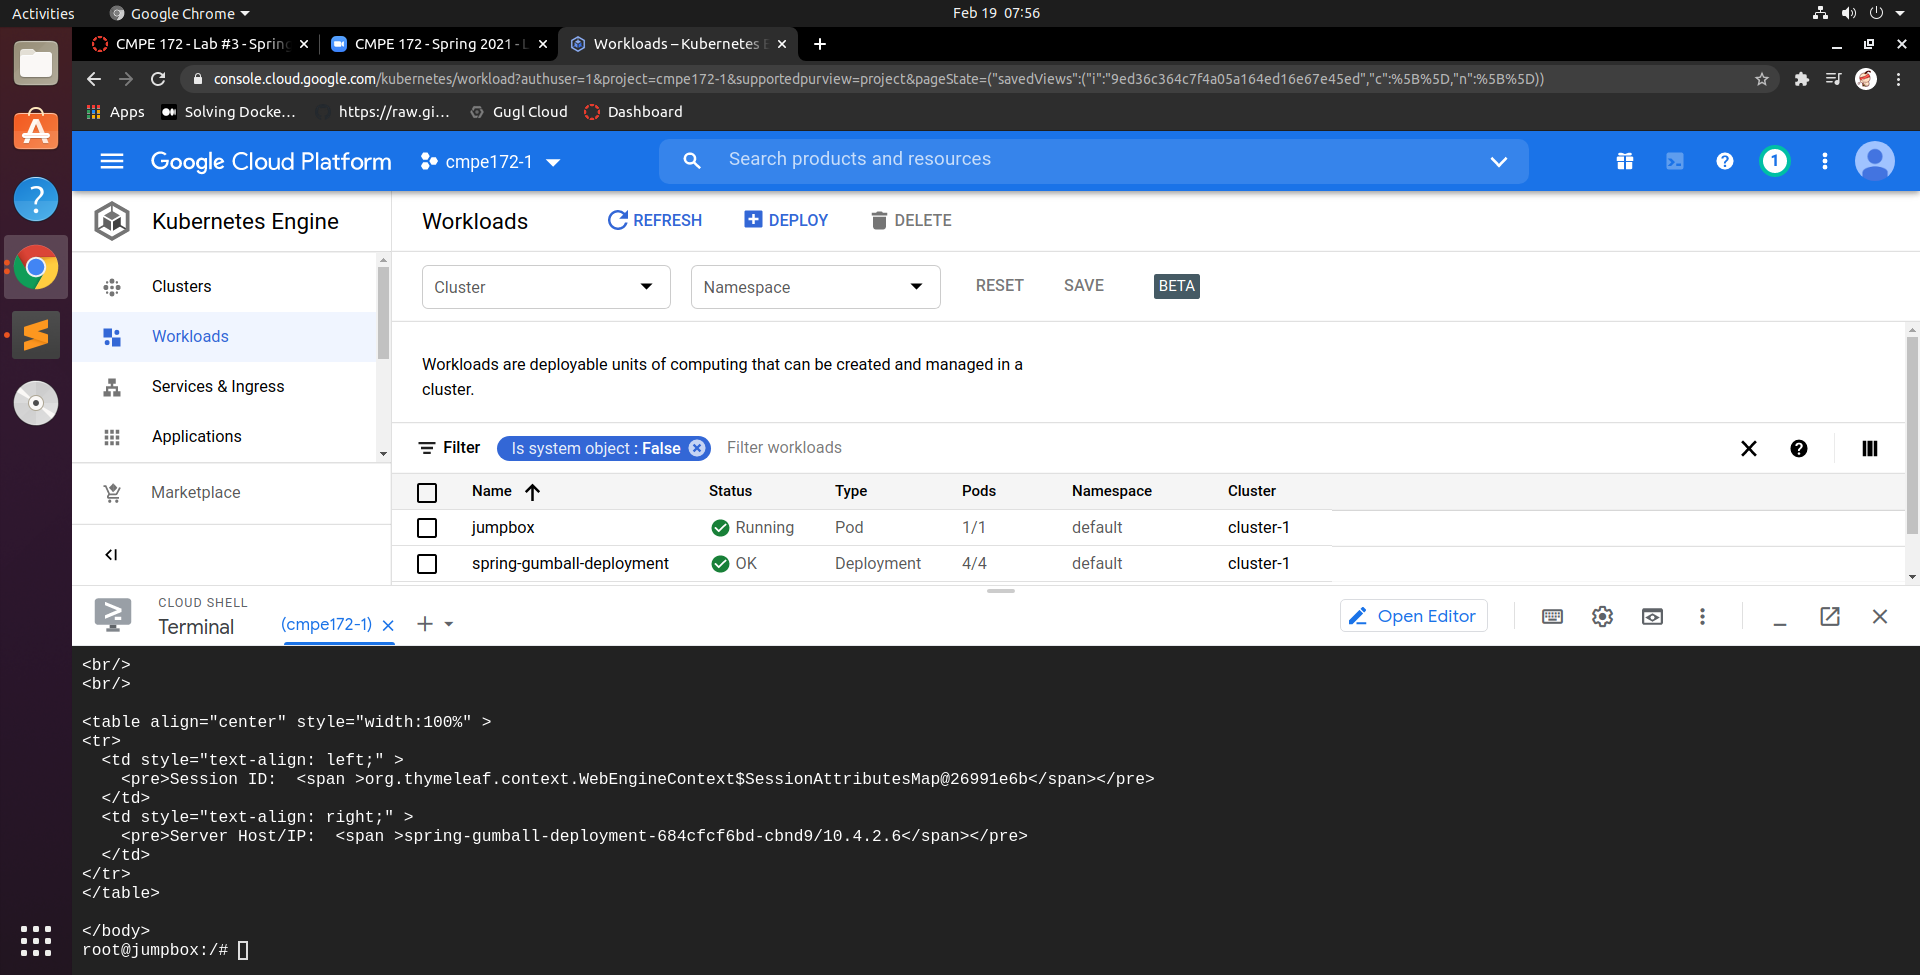 Activities Google Chrome Feb 19 07:56
CMPE 172 - Lab #3 - Spring CMPE 172 - Spring 2021 - L Workloads – Kubernetes E
console.cloud.google.com/kubernetes/workload?authuser=1&project=cmpe172-1&supportedpurview=project&pageState=("savedViews":("i":"9ed36c364c7f4a05a164ed16e67e45ed","c":%5B%5D,"n":%5B%5D))
Apps Solving Docke... https://raw.gi... Gugl Cloud Dashboard
Google Cloud Platform cmpe172-1 Search products and resources 1
Kubernetes Engine Workloads REFRESH DEPLOY DELETE
Clusters Cluster Namespace RESET SAVE BETA
Workloads
Services & Ingress
Applications
Marketplace
Workloads are deployable units of computing that can be created and managed in a
cluster.
Filter Is system object : False Filter workloads
Name Status Type Pods Namespace Cluster
jumpbox Running Pod 1/1 default cluster-1
spring-gumball-deployment OK Deployment 4/4 default cluster-1
CLOUD SHELL
Terminal (cmpe172-1) Open Editor
<br/>
<br/>
<table align="center" style="width:100%" >
<tr>
<td style="text-align: left;" >
<pre>Session ID: <span >org.thymeleaf.context.WebEngineContext$SessionAttributesMap@26991e6b</span></pre>
</td>
<td style="text-align: right;" >
<pre>Server Host/IP: <span >spring-gumball-deployment-684cfcf6bd-cbnd9/10.4.2.6</span></pre>
</td>
</tr>
</table>
</body>
root@jumpbox:/#